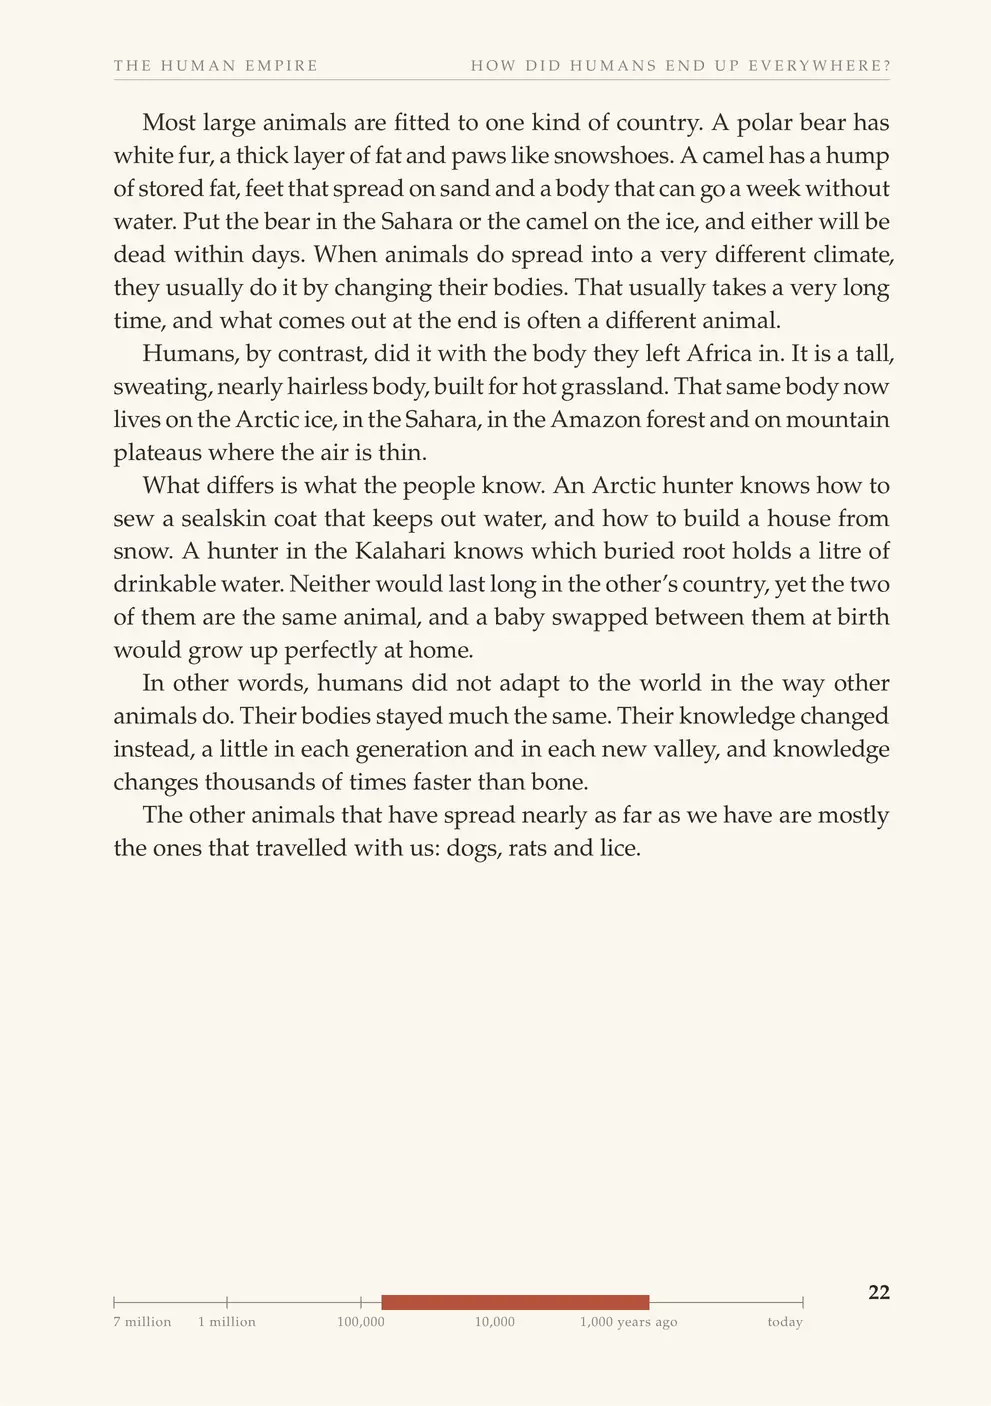 THE HUMAN EMPIRE
HOW DID HUMANS END UP EVERYWHERE?
Most large animals are fitted to one kind of country. A polar bear has
white fur, a thick layer of fat and paws like snowshoes. A camel has a hump
of stored fat, feet that spread on sand and a body that can go a week without
water. Put the bear in the Sahara or the camel on the ice, and either will be
dead within days. When animals do spread into a very different climate,
they usually do it by changing their bodies. That usually takes a very long
time, and what comes out at the end is often a different animal.
Humans, by contrast, did it with the body they left Africa in. It is a tall,
sweating, nearly hairless body, built for hot grassland. That same body now
lives on the Arctic ice, in the Sahara, in the Amazon forest and on mountain
plateaus where the air is thin.
What differs is what the people know. An Arctic hunter knows how to
sew a sealskin coat that keeps out water, and how to build a house from
snow. A hunter in the Kalahari knows which buried root holds a litre of
drinkable water. Neither would last long in the other’s country, yet the two
of them are the same animal, and a baby swapped between them at birth
would grow up perfectly at home.
In other words, humans did not adapt to the world in the way other
animals do. Their bodies stayed much the same. Their knowledge changed
instead, a little in each generation and in each new valley, and knowledge
changes thousands of times faster than bone.
The other animals that have spread nearly as far as we have are mostly
the ones that travelled with us: dogs, rats and lice.
22
7 million 1 million 100,000 10,000 1,000 years ago today